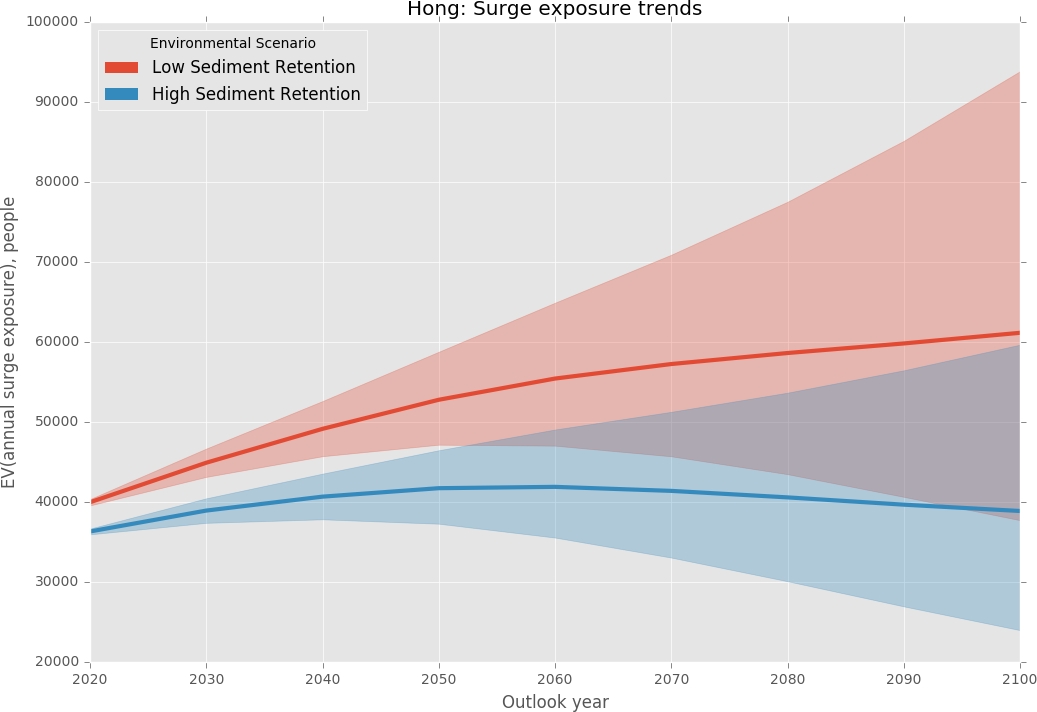 Hong: Surge exposure trends
Environmental Scenario
Low Sediment Retention
High Sediment Retention
EV(annual surge exposure), people
100000
90000
80000
70000
60000
50000
40000
30000
20000
2020 2030 2040 2050 2060 2070 2080 2090 2100
Outlook year